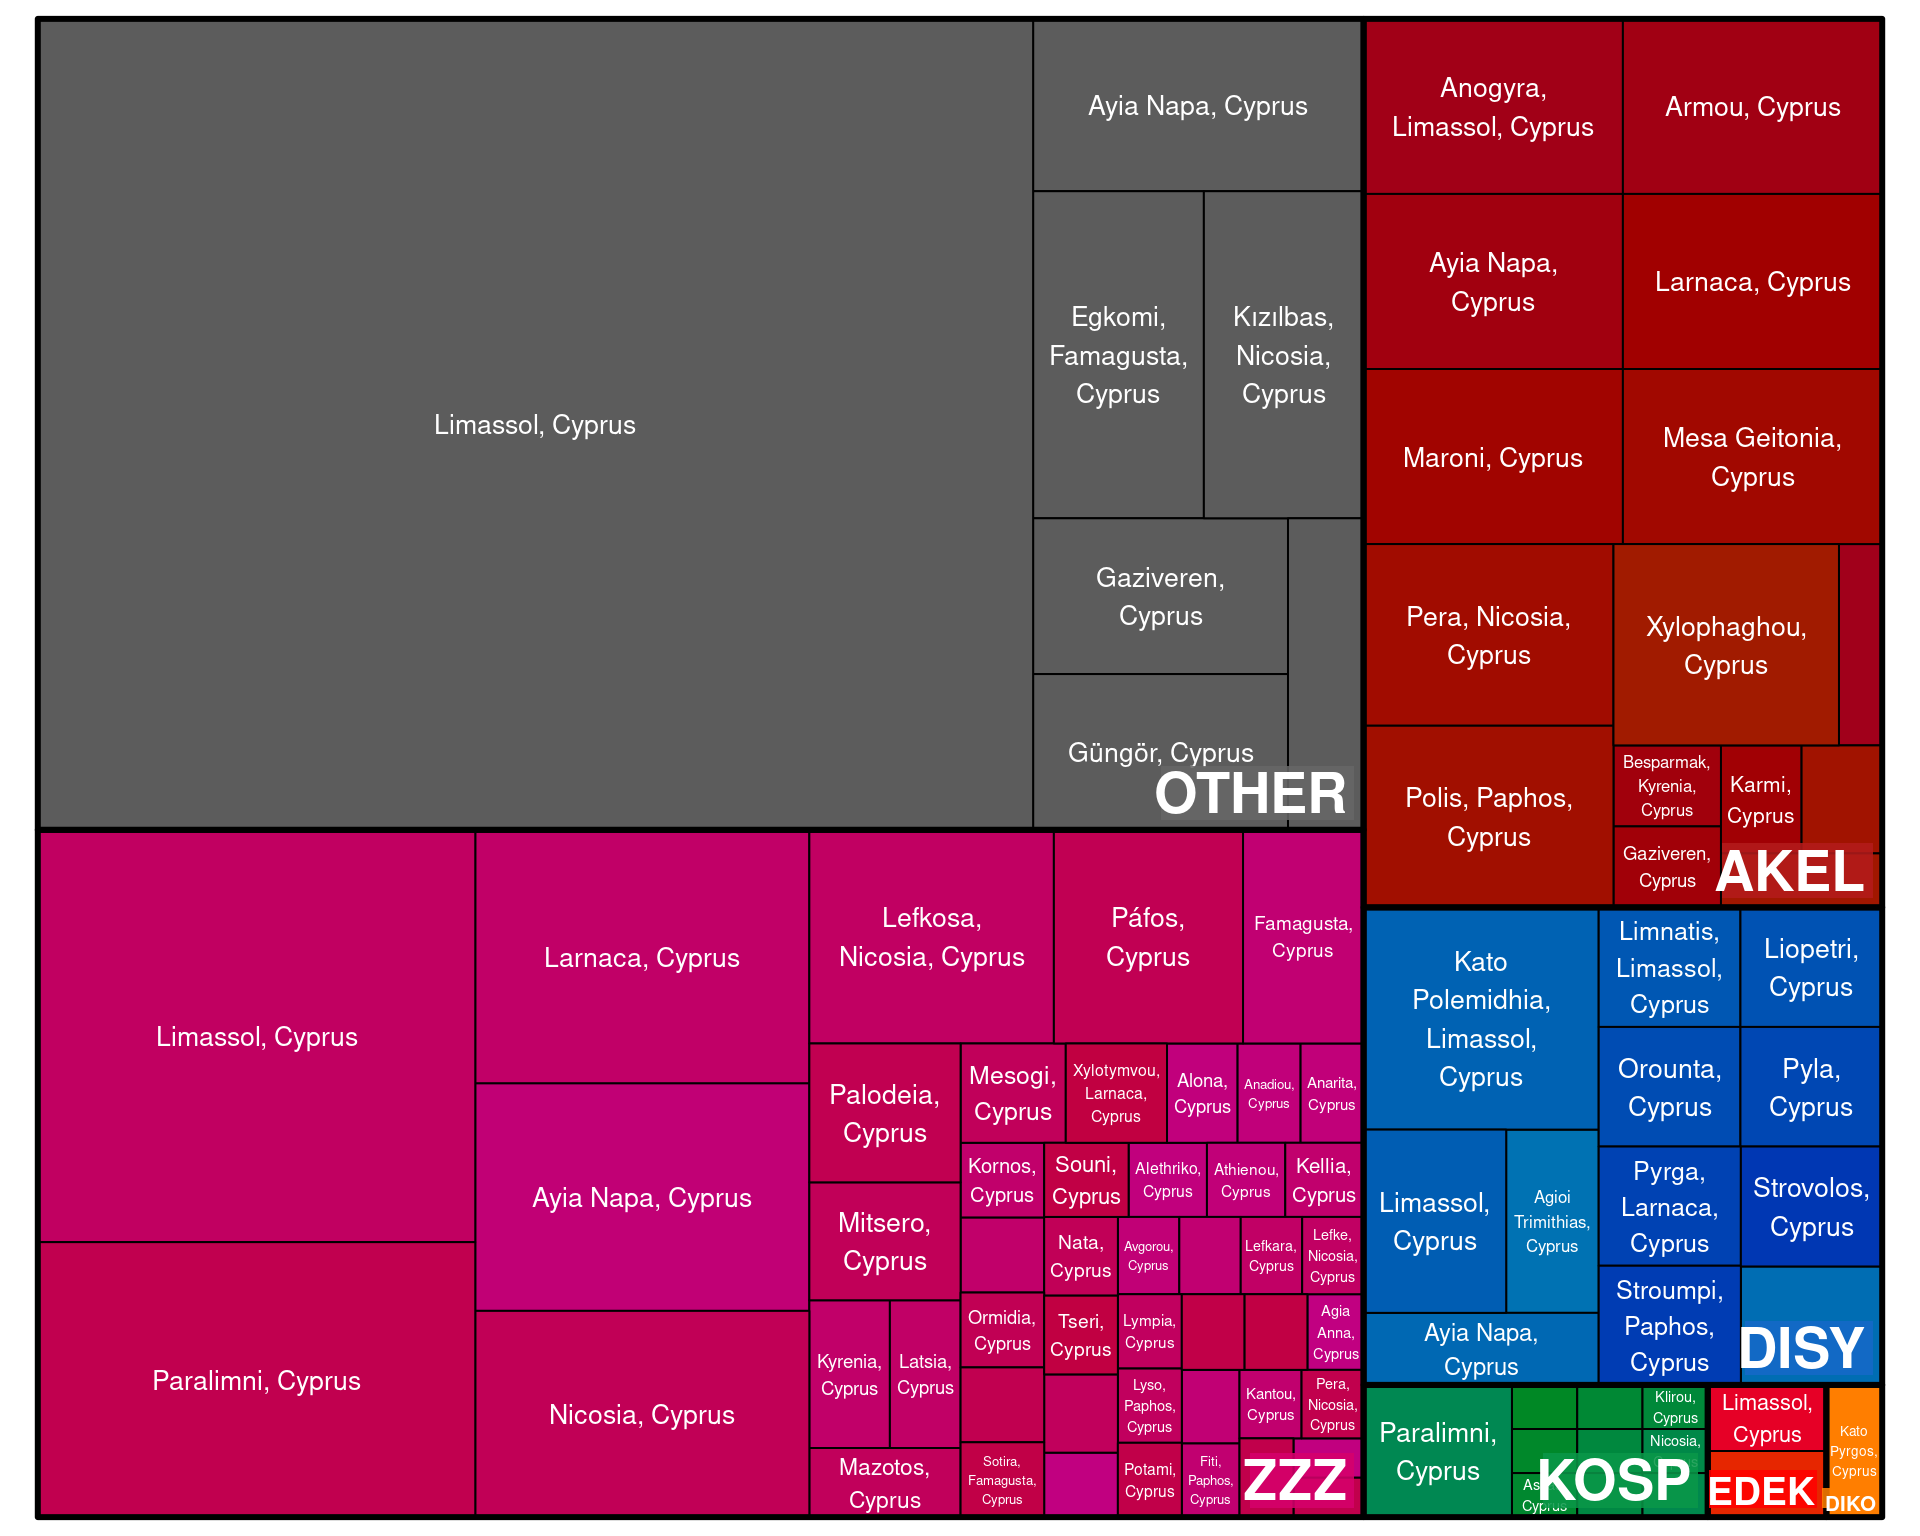 Limassol, Cyprus
Ayia Napa, Cyprus
Egkomi,
Famagusta,
Cyprus
Kızılbas,
Nicosia,
Cyprus
Gaziveren,
Cyprus
Güngör, Cyprus
OTHER
Anogyra,
Limassol, Cyprus
Armou, Cyprus
Ayia Napa,
Cyprus
Larnaca, Cyprus
Maroni, Cyprus
Mesa Geitonia,
Cyprus
Pera, Nicosia,
Cyprus
Xylophaghou,
Cyprus
Polis, Paphos,
Cyprus
Besparmak,
Kyrenia,
Cyprus
Karmi,
Cyprus
Gaziveren,
Cyprus
AKEL
Limassol, Cyprus
Paralimni, Cyprus
Larnaca, Cyprus
Ayia Napa, Cyprus
Nicosia, Cyprus
Lefkosa,
Nicosia, Cyprus
Páfos,
Cyprus
Famagusta,
Cyprus
Palodeia,
Cyprus
Mitsero,
Cyprus
Kyrenia,
Cyprus
Latsia,
Cyprus
Mazotos,
Cyprus
Mesogi,
Cyprus
Xylotymvou,
Larnaca,
Cyprus
Alona,
Cyprus
Anadiou,
Cyprus
Anarita,
Cyprus
Kornos,
Cyprus
Souni,
Cyprus
Alethriko,
Cyprus
Athienou,
Cyprus
Kellia,
Cyprus
Nata,
Cyprus
Avgorou,
Cyprus
Lefkara,
Cyprus
Lefke,
Nicosia,
Cyprus
Ormidia,
Cyprus
Tseri,
Cyprus
Lympia,
Cyprus
Agia
Anna,
Cyprus
Lyso,
Paphos,
Cyprus
Kantou,
Cyprus
Pera,
Nicosia,
Cyprus
Sotira,
Famagusta,
Cyprus
Potami,
Cyprus
Fiti,
Paphos,
Cyprus
ZZZ
Kato
Polemidhia,
Limassol,
Cyprus
Limnatis,
Limassol,
Cyprus
Liopetri,
Cyprus
Orounta,
Cyprus
Pyla,
Cyprus
Limassol,
Cyprus
Agioi
Trimithias,
Cyprus
Pyrga,
Larnaca,
Cyprus
Strovolos,
Cyprus
Ayia Napa,
Cyprus
Stroumpi,
Paphos,
Cyprus
DISY
Paralimni,
Cyprus
Klirou,
Cyprus
Nicosia,
Cyprus
KOSP
Limassol,
Cyprus
EDEK
Kato
Pyrgos,
Cyprus
DIKO